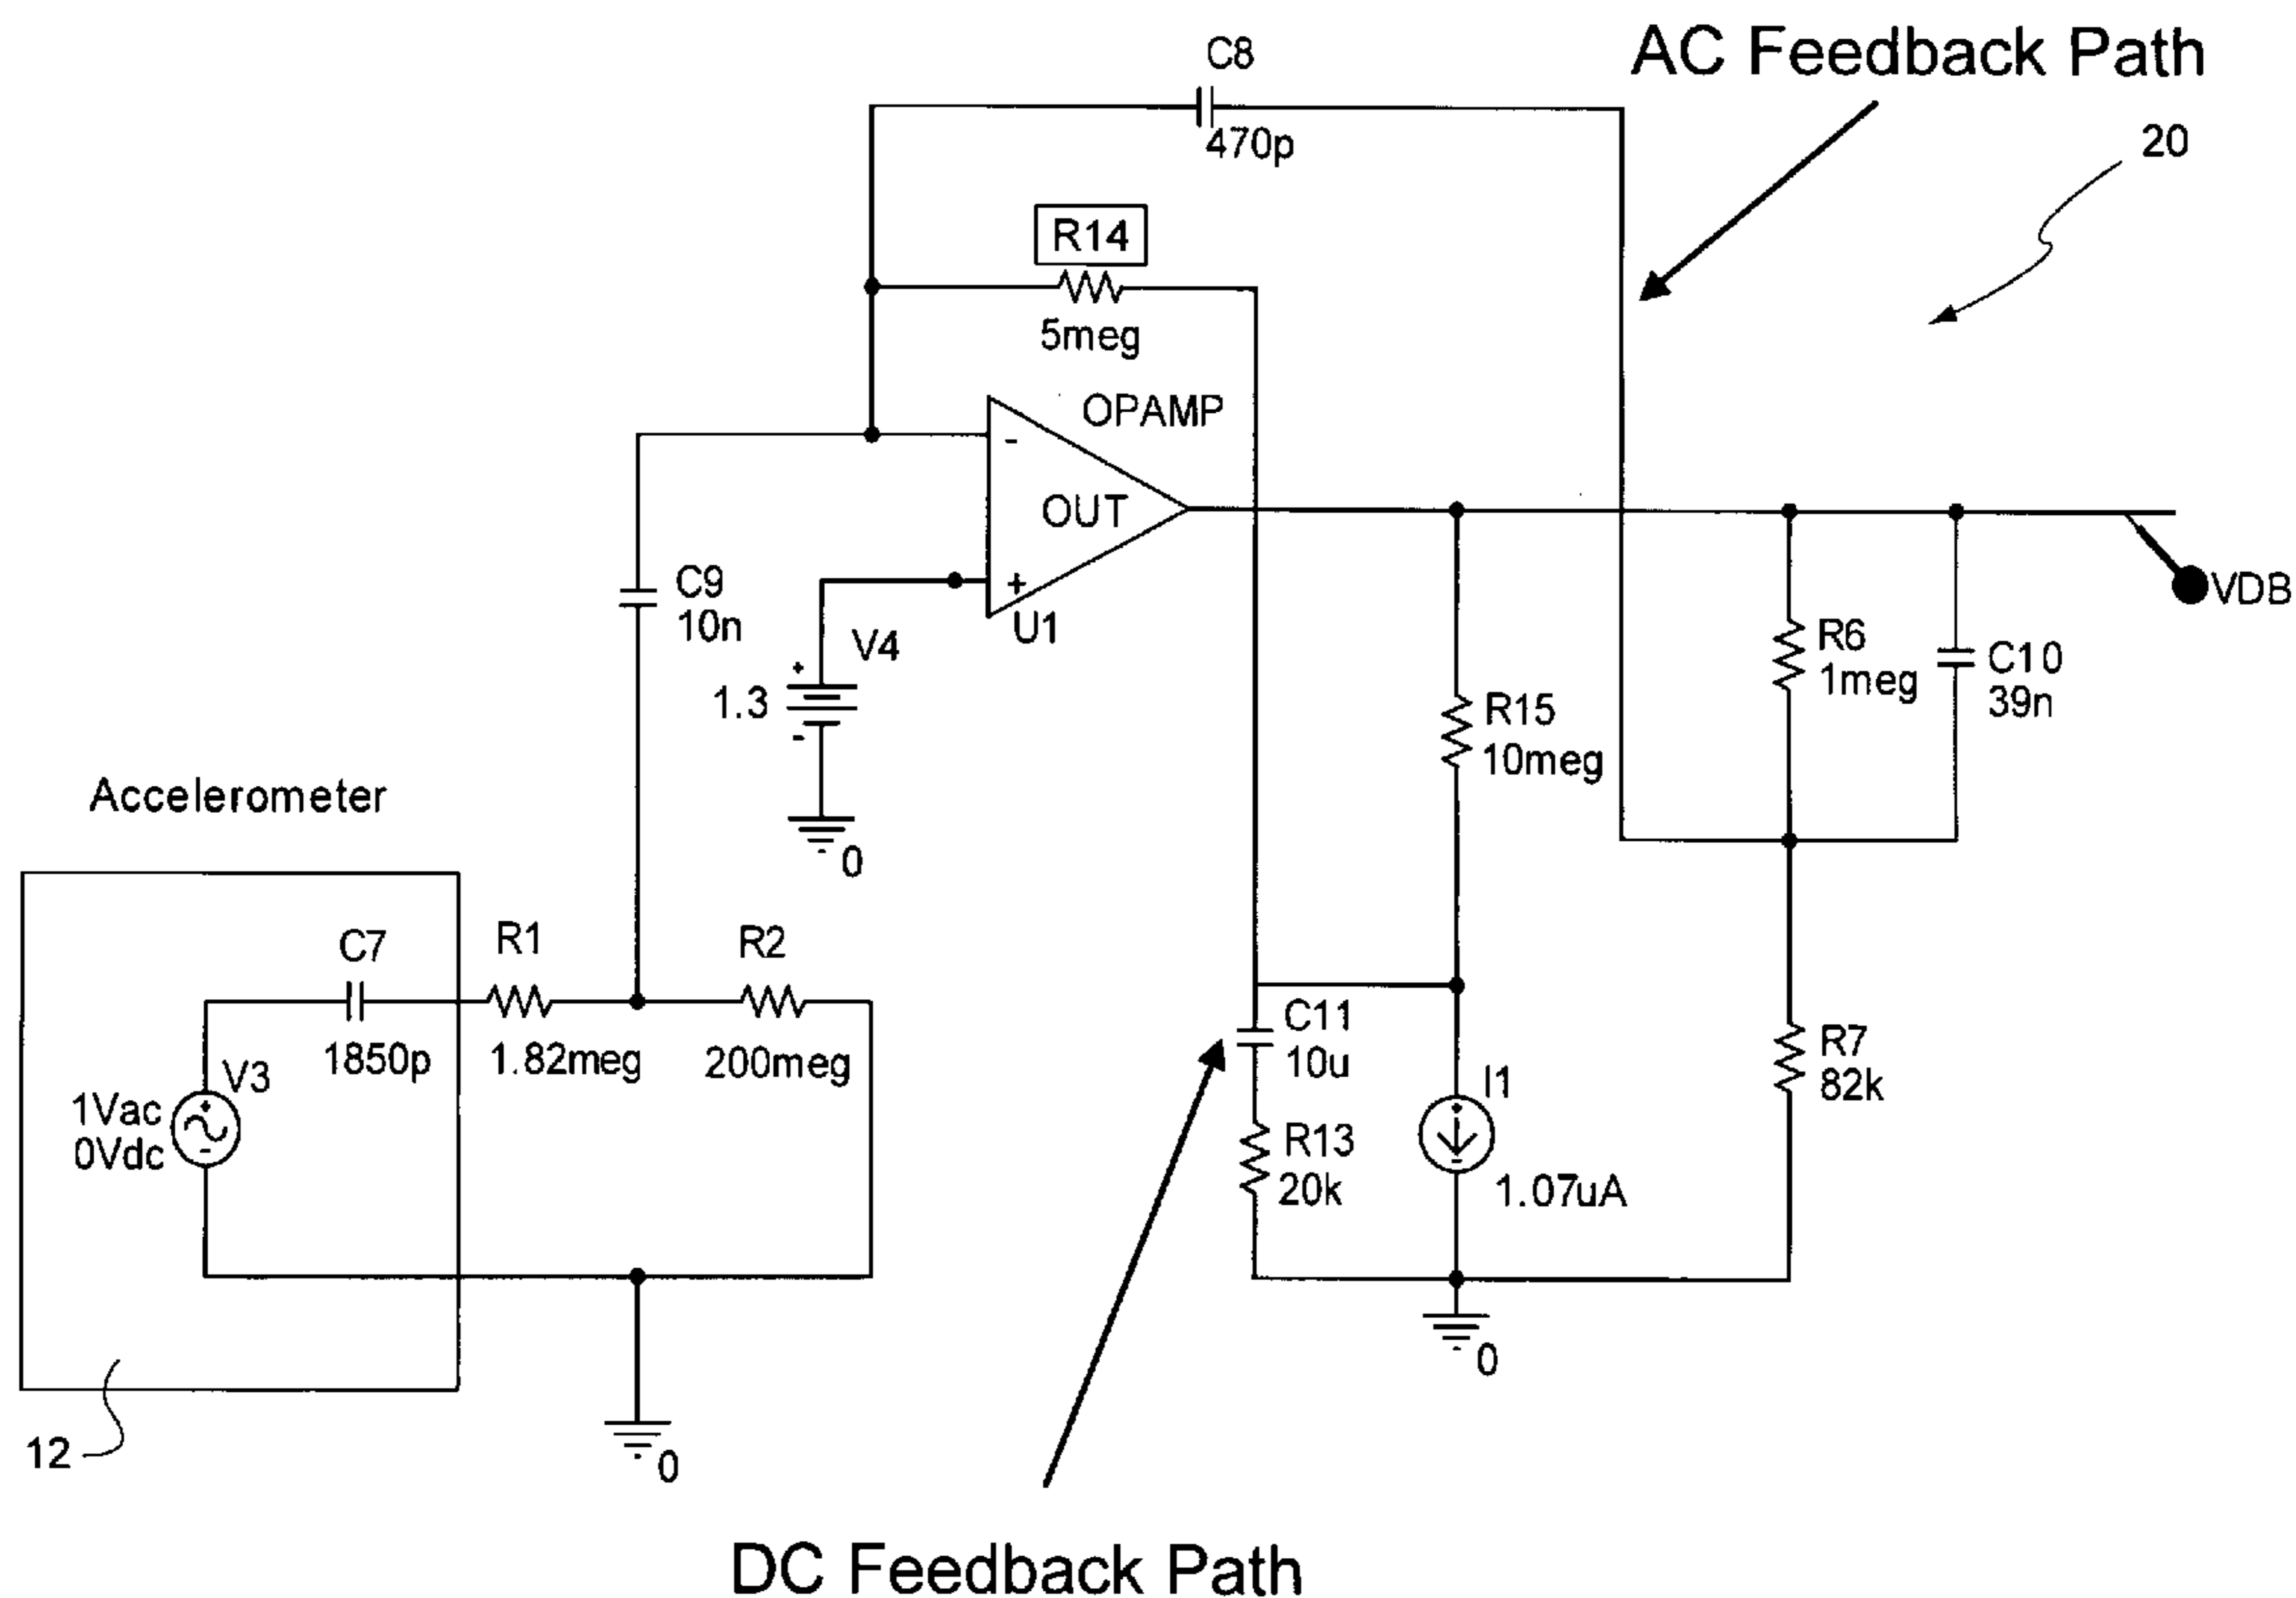 C8
470p
AC Feedback Path
20
R14
5meg
OPAMP
-
OUT
+
U1
C9
10n
V4
+
1.3
-
0
VDB
R6
1meg
C10
39n
R15
10meg
Accelerometer
C7
1850p
R1
1.82meg
R2
200meg
V3
1Vac
0Vdc
+
-
C11
10u
R13
20k
I1
+
-
1.07uA
R7
82k
0
0
12
DC Feedback Path